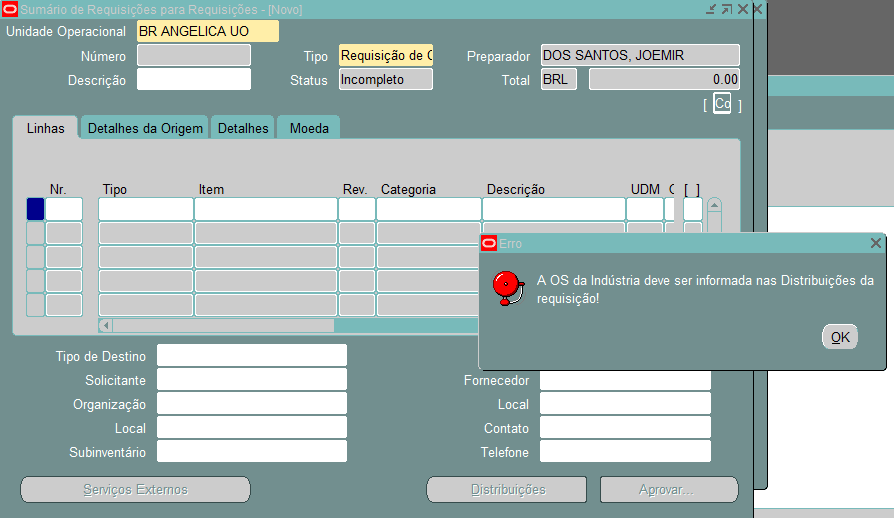 Sumário de Requisições para Requisições - [Novo]
Unidade Operacional BR ANGELICA UO
Número Tipo Requisição de C Preparador DOS SANTOS, JOEMIR
Descrição Status Incompleto Total BRL 0.00
[ Co ]
Linhas Detalhes da Origem Detalhes Moeda
Nr. Tipo Item Rev. Categoria Descrição UDM [ ]
Erro
A OS da Indústria deve ser informada nas Distribuições da
requisição!
OK
Tipo de Destino
Solicitante Fornecedor
Organização Local
Local Contato
Subinventário Telefone
Serviços Externos Distribuições Aprovar...